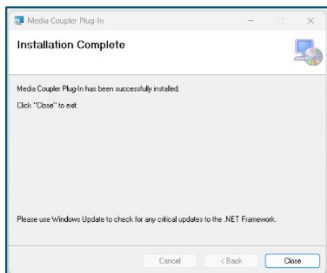 Media Coupler Plug-In
Installation Complete
Media Coupler Plug-In has been successfully installed.
Click "Close" to exit.
Please use Windows Update to check for any critical updates to the .NET Framework.
Cancel
< Back
Close